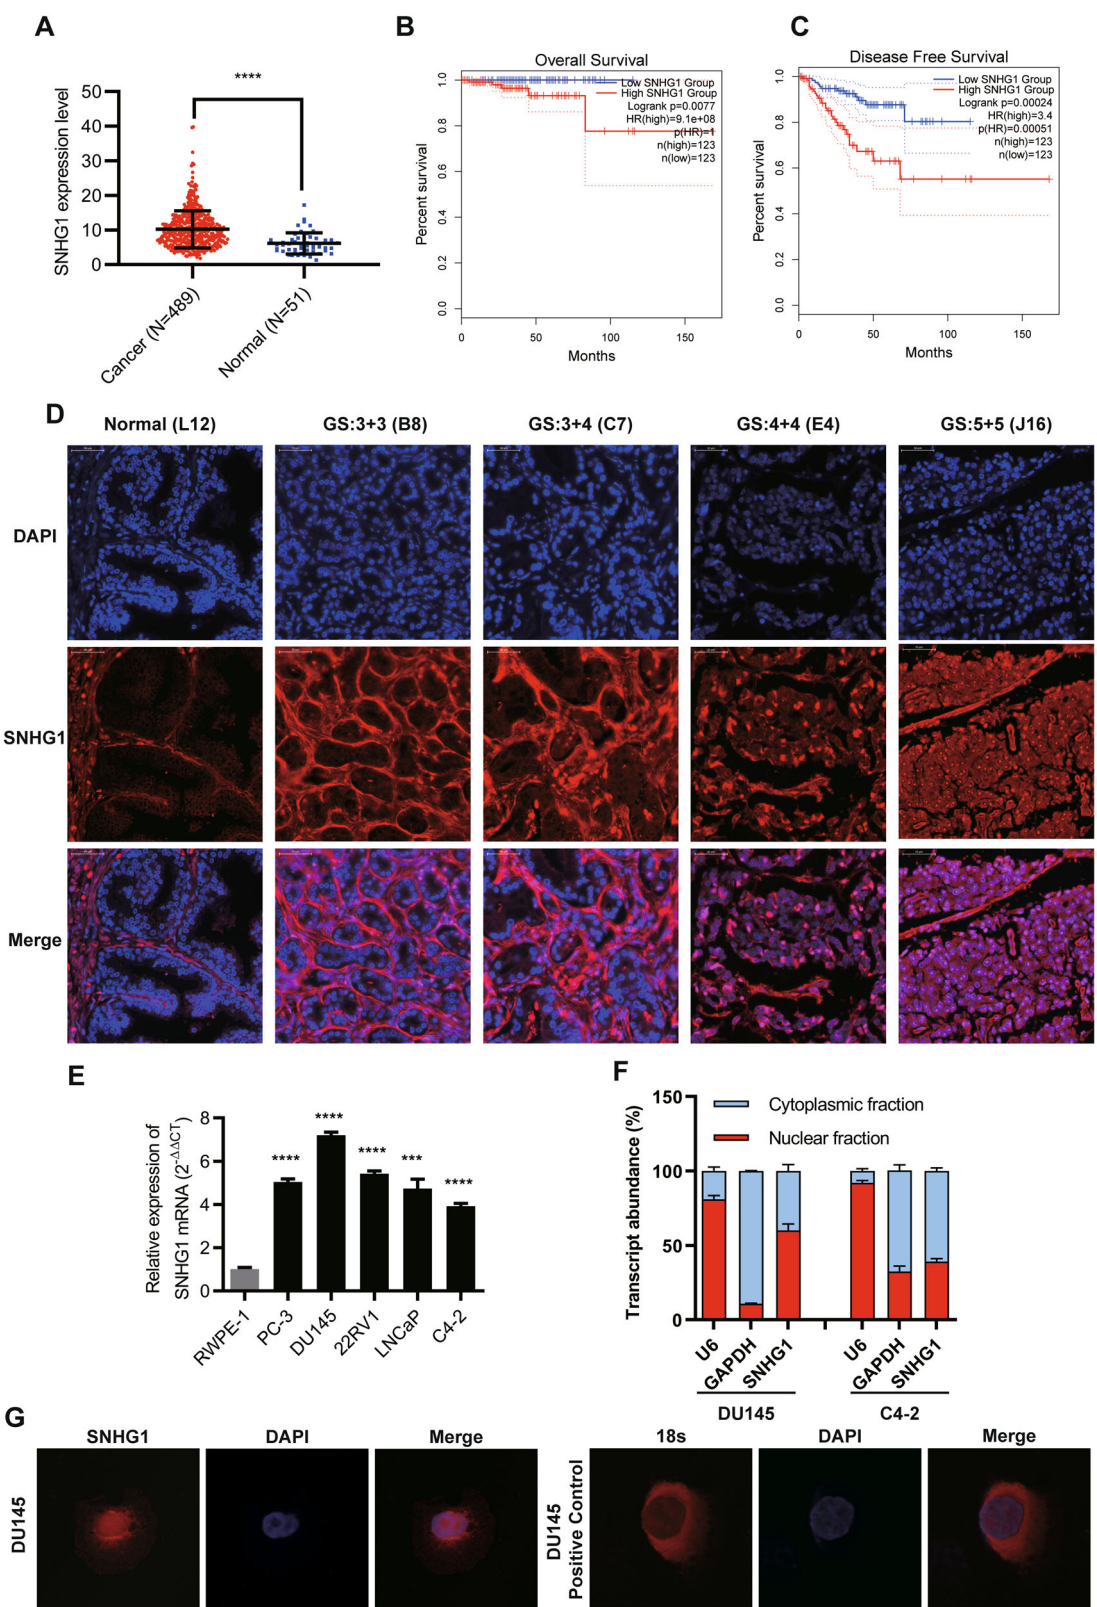 A
****
SNHG1 expression level
50
40
30
20
10
0
Cancer (N=489)
Normal (N=51)
B
Overall Survival
Low SNHG1 Group
High SNHG1 Group
Logrank p=0.0077
HR(high)=9.1e+08
p(HR)=1
n(high)=123
n(low)=123
Percent survival
1.0
0.8
0.6
0.4
0.2
0.0
0
50
100
150
Months
C
Disease Free Survival
Low SNHG1 Group
High SNHG1 Group
Logrank p=0.00024
HR(high)=3.4
p(HR)=0.00051
n(high)=123
n(low)=123
Percent survival
1.0
0.8
0.6
0.4
0.2
0.0
0
50
100
150
Months
D
Normal (L12)
GS:3+3 (B8)
GS:3+4 (C7)
GS:4+4 (E4)
GS:5+5 (J16)
DAPI
SNHG1
Merge
E
Relative expression of
SNHG1 mRNA (2-ΔΔCT)
8
6
4
2
0
****
****
****
***
****
RWPE-1
PC-3
DU145
22RV1
LNCaP
C4-2
F
Transcript abundance (%)
150
100
50
0
Cytoplasmic fraction
Nuclear fraction
U6
GAPDH
SNHG1
U6
GAPDH
SNHG1
DU145
C4-2
G
SNHG1
DAPI
Merge
DU145
18s
DAPI
Merge
DU145
Positive Control